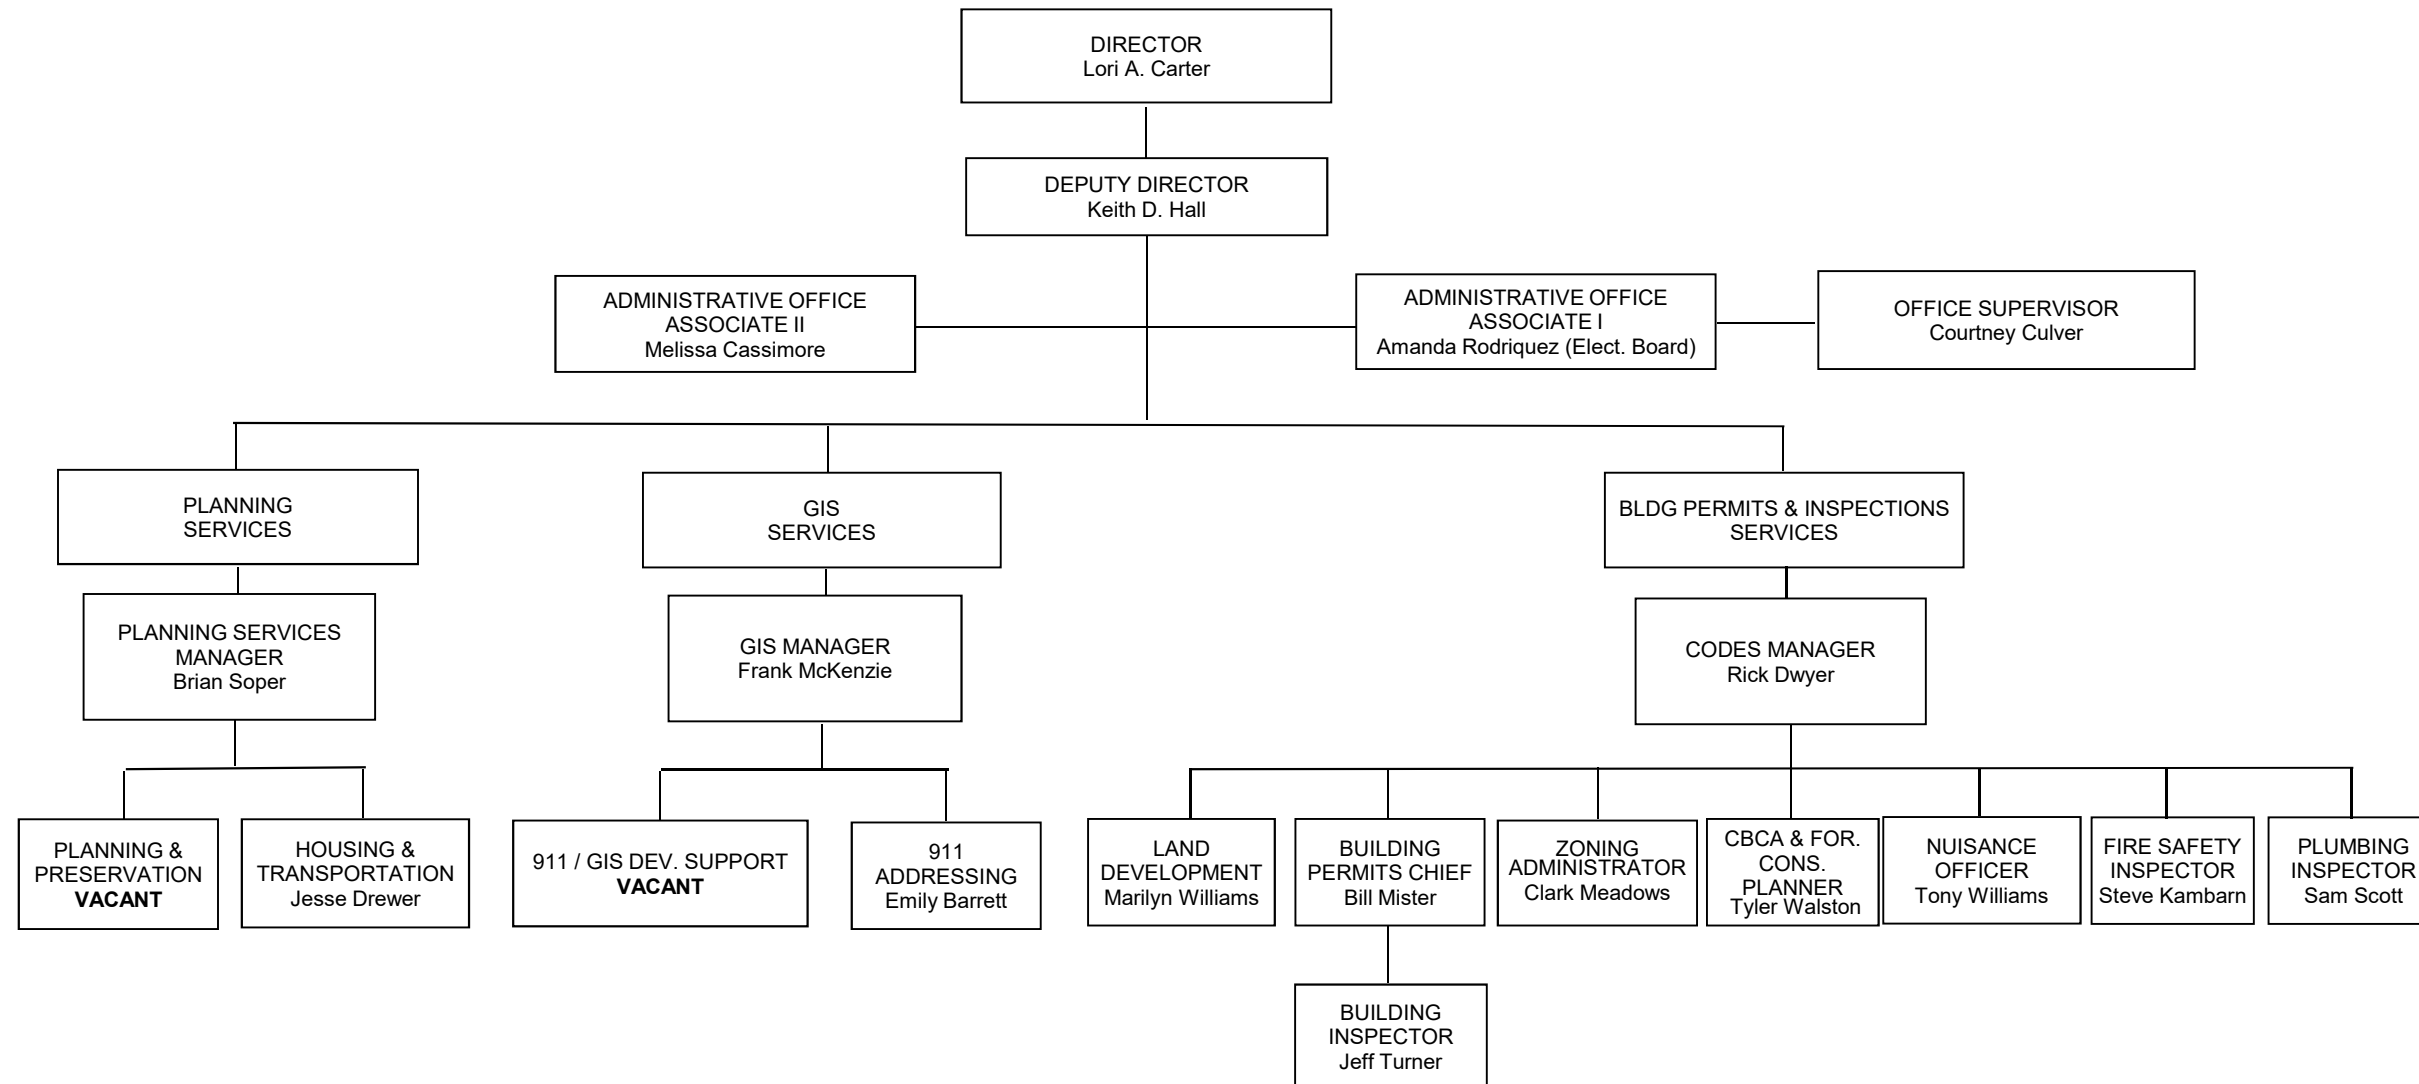 DIRECTOR
Lori A. Carter
DEPUTY DIRECTOR
Keith D. Hall
ADMINISTRATIVE OFFICE
ASSOCIATE II
Melissa Cassimore
ADMINISTRATIVE OFFICE
ASSOCIATE I
Amanda Rodriquez (Elect. Board)
OFFICE SUPERVISOR
Courtney Culver
PLANNING
SERVICES
GIS
SERVICES
BLDG PERMITS & INSPECTIONS
SERVICES
PLANNING SERVICES
MANAGER
Brian Soper
GIS MANAGER
Frank McKenzie
CODES MANAGER
Rick Dwyer
PLANNING &
PRESERVATION
VACANT
HOUSING &
TRANSPORTATION
Jesse Drewer
911 / GIS DEV. SUPPORT
VACANT
911
ADDRESSING
Emily Barrett
LAND
DEVELOPMENT
Marilyn Williams
BUILDING
PERMITS CHIEF
Bill Mister
ZONING
ADMINISTRATOR
Clark Meadows
CBCA & FOR.
CONS.
PLANNER
Tyler Walston
NUISANCE
OFFICER
Tony Williams
FIRE SAFETY
INSPECTOR
Steve Kambarn
PLUMBING
INSPECTOR
Sam Scott
BUILDING
INSPECTOR
Jeff Turner